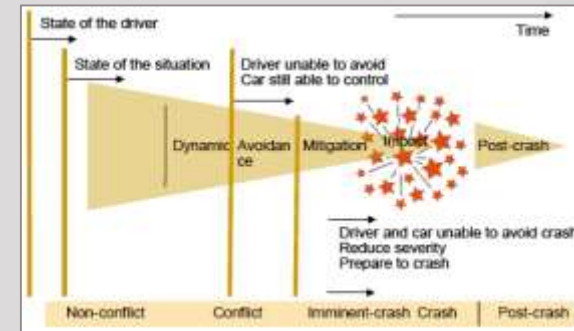 State of the driver
Time
State of the situation
Driver unable to avoid
Car still able to control
Dynamic
Avoidan
ce
Mitigation
Impact
Post-crash
Driver and car unable to avoid crash
Reduce severity
Prepare to crash
Non-conflict
Conflict
Imminent-crash
Crash
Post-crash